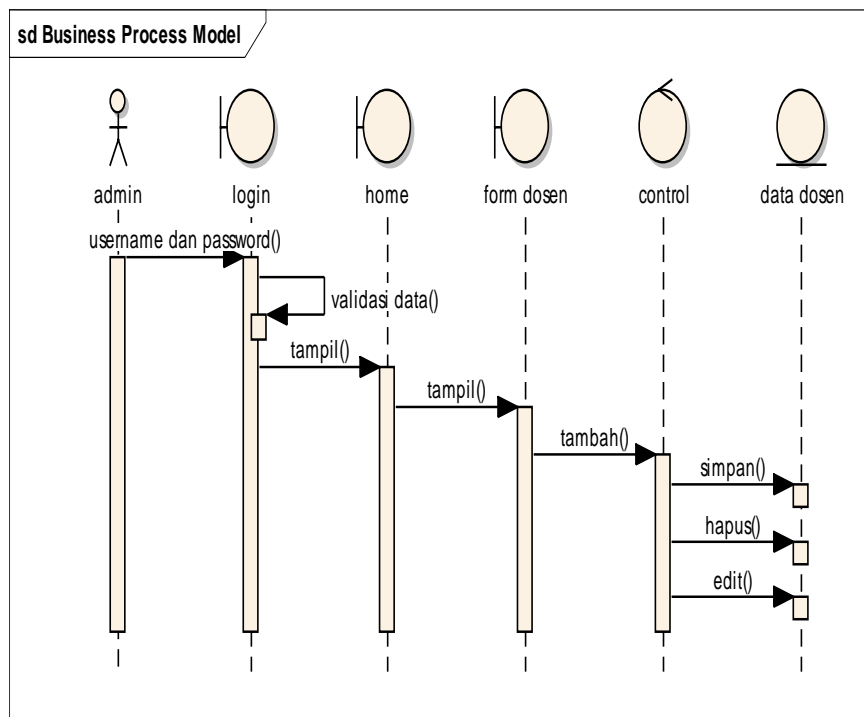 sd Business Process Model
admin
login
home
form dosen
control
data dosen
username dan password()
validasi data()
tampil()
tampil()
tambah()
simpan()
hapus()
edit()